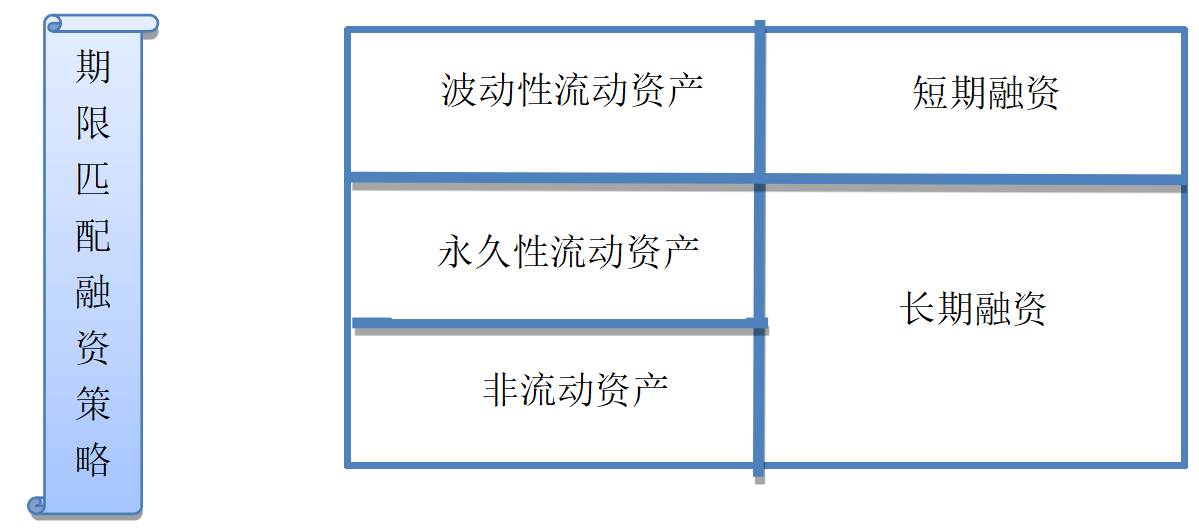 期限匹配融资策略
波动性流动资产
短期融资
永久性流动资产
长期融资
非流动资产